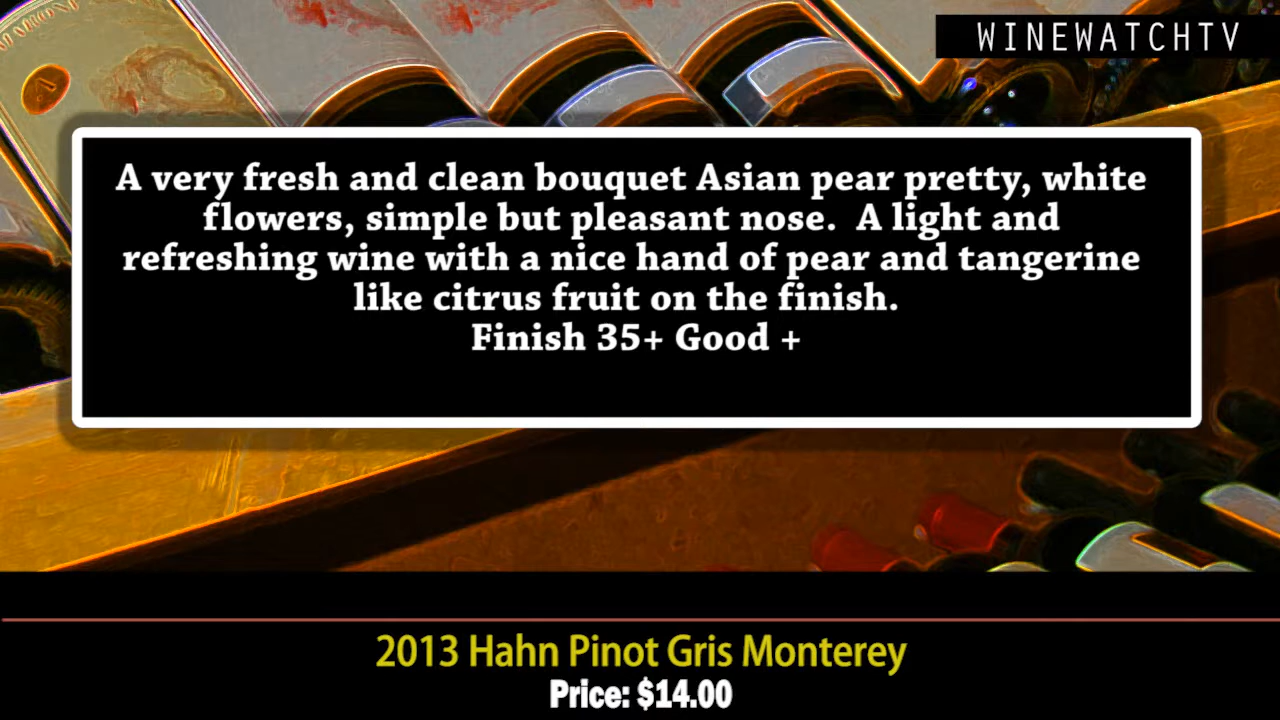 WINEWATCHTV
A very fresh and clean bouquet Asian pear pretty, white
flowers, simple but pleasant nose.  A light and
refreshing wine with a nice hand of pear and tangerine
like citrus fruit on the finish.
Finish 35+ Good +
2013 Hahn Pinot Gris Monterey
Price: $14.00